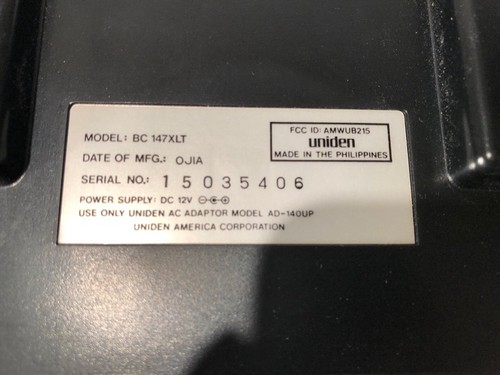 MODEL: BC 147XLT
DATE OF MFG.: OJIA
SERIAL NO.: 15035406
POWER SUPPLY: DC 12V
USE ONLY UNIDEN AC ADAPTOR MODEL AD-140UP
UNIDEN AMERICA CORPORATION
FCC ID: AMWUB215
uniden
MADE IN THE PHILIPPINES